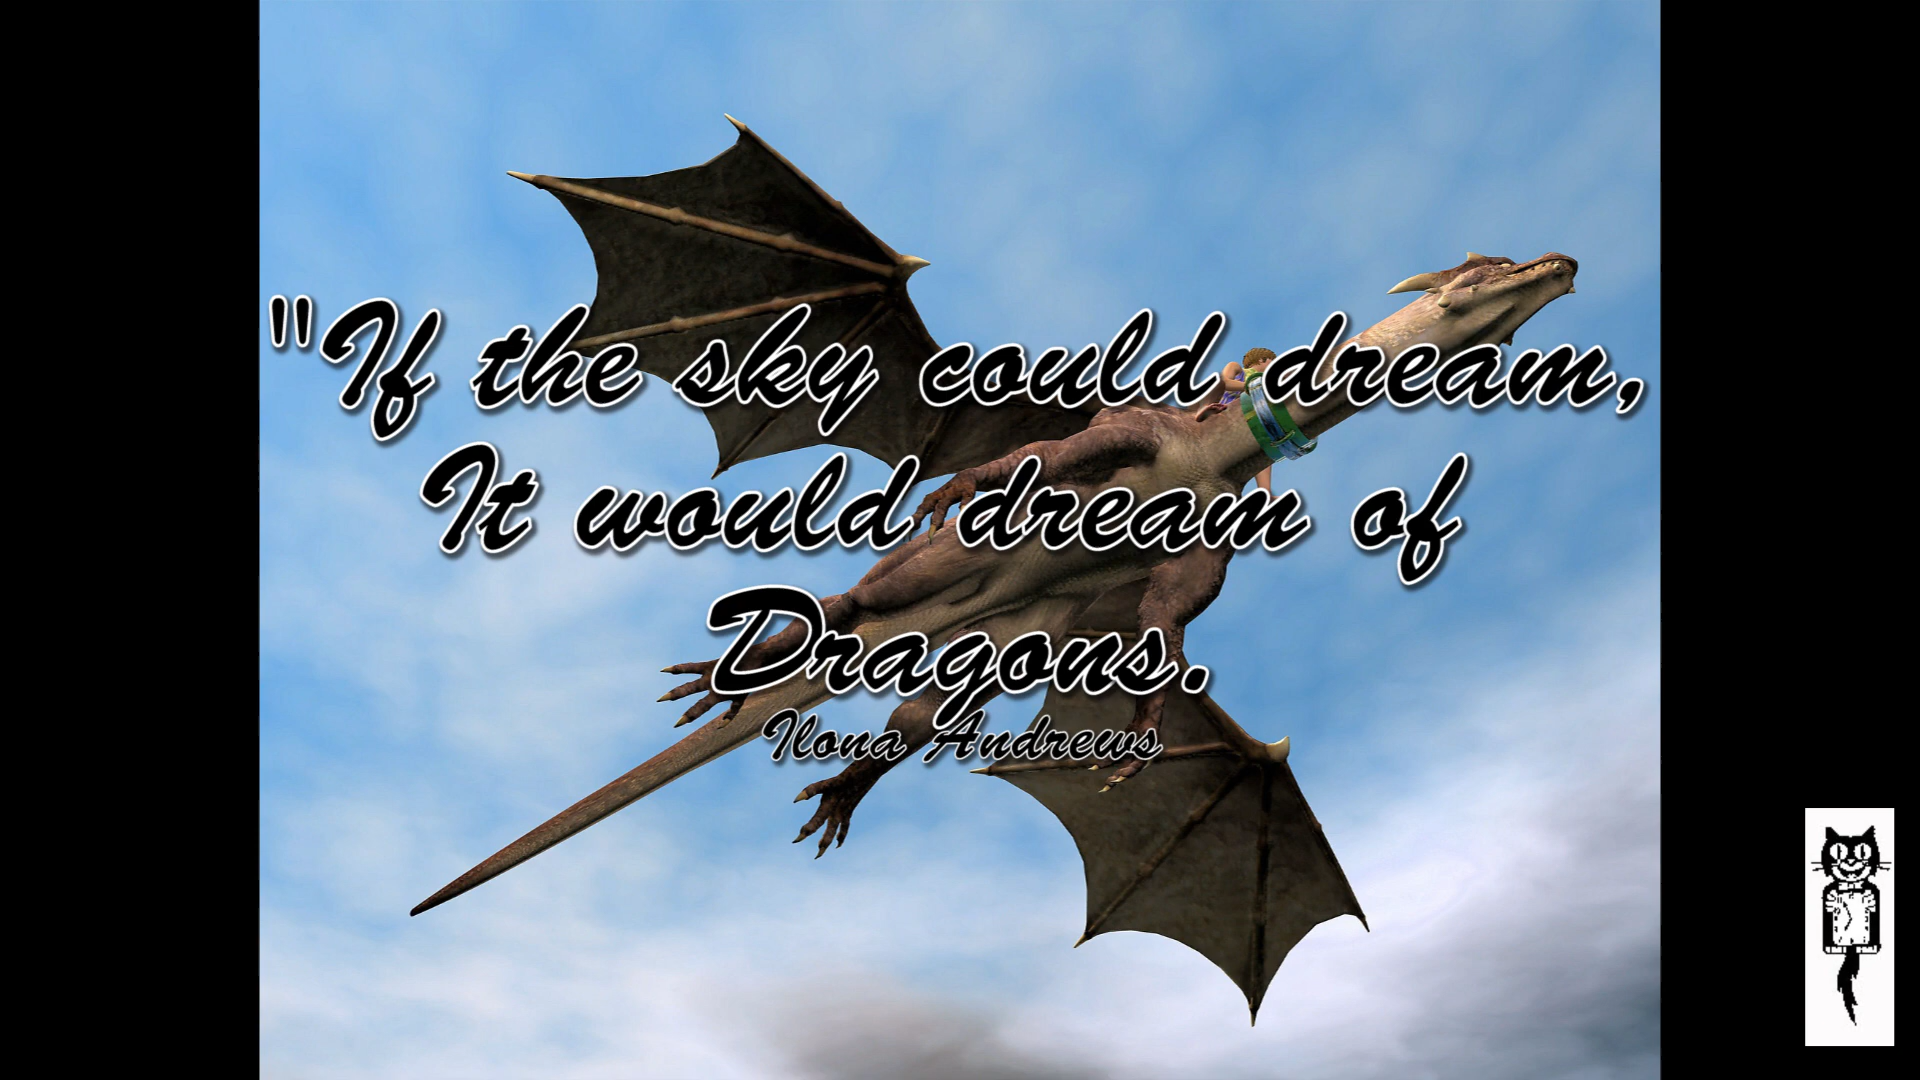 "If the sky could dream,
It would dream of
Dragons.
Ilona Andrews